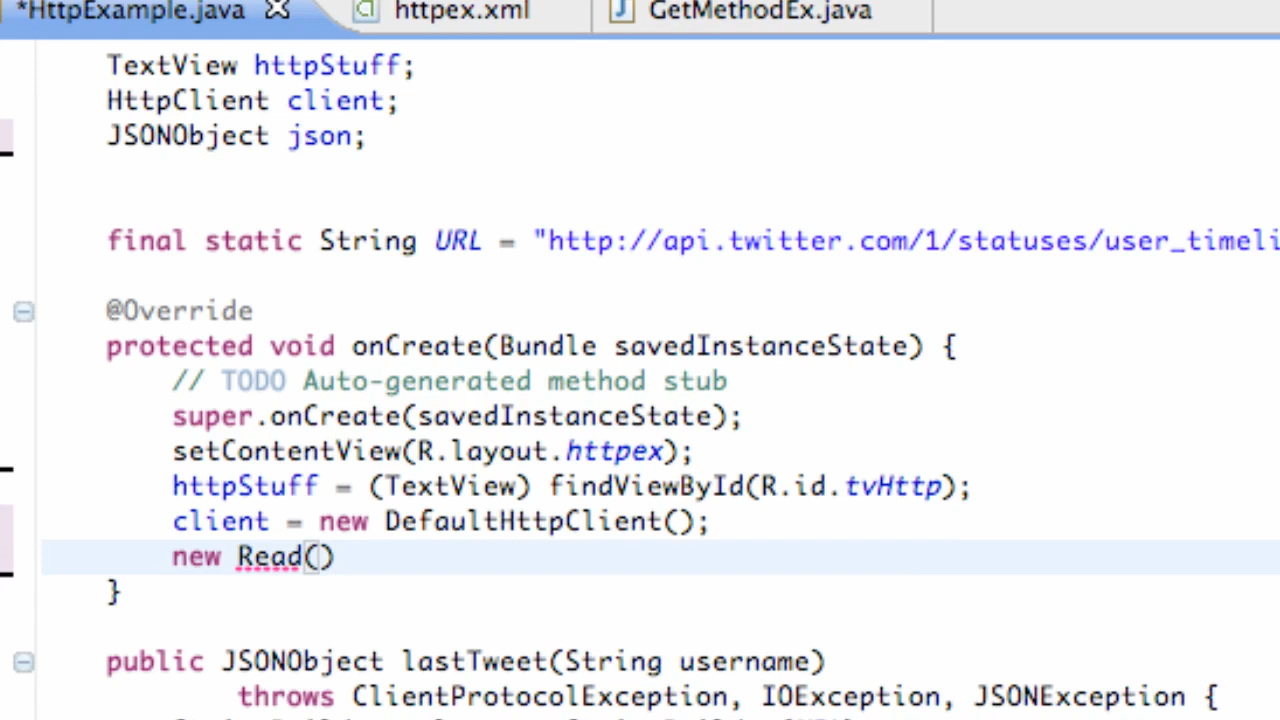 *HttpExample.java httpex.xml GetMethodEx.java
TextView httpStuff;
HttpClient client;
JSONObject json;
final static String URL = "http://api.twitter.com/1/statuses/user_timeli
@Override
protected void onCreate(Bundle savedInstanceState) {
// TODO Auto-generated method stub
super.onCreate(savedInstanceState);
setContentView(R.layout.httpex);
httpStuff = (TextView) findViewById(R.id.tvHttp);
client = new DefaultHttpClient();
new Read()
}
public JSONObject lastTweet(String username)
throws ClientProtocolException, IOException, JSONException {